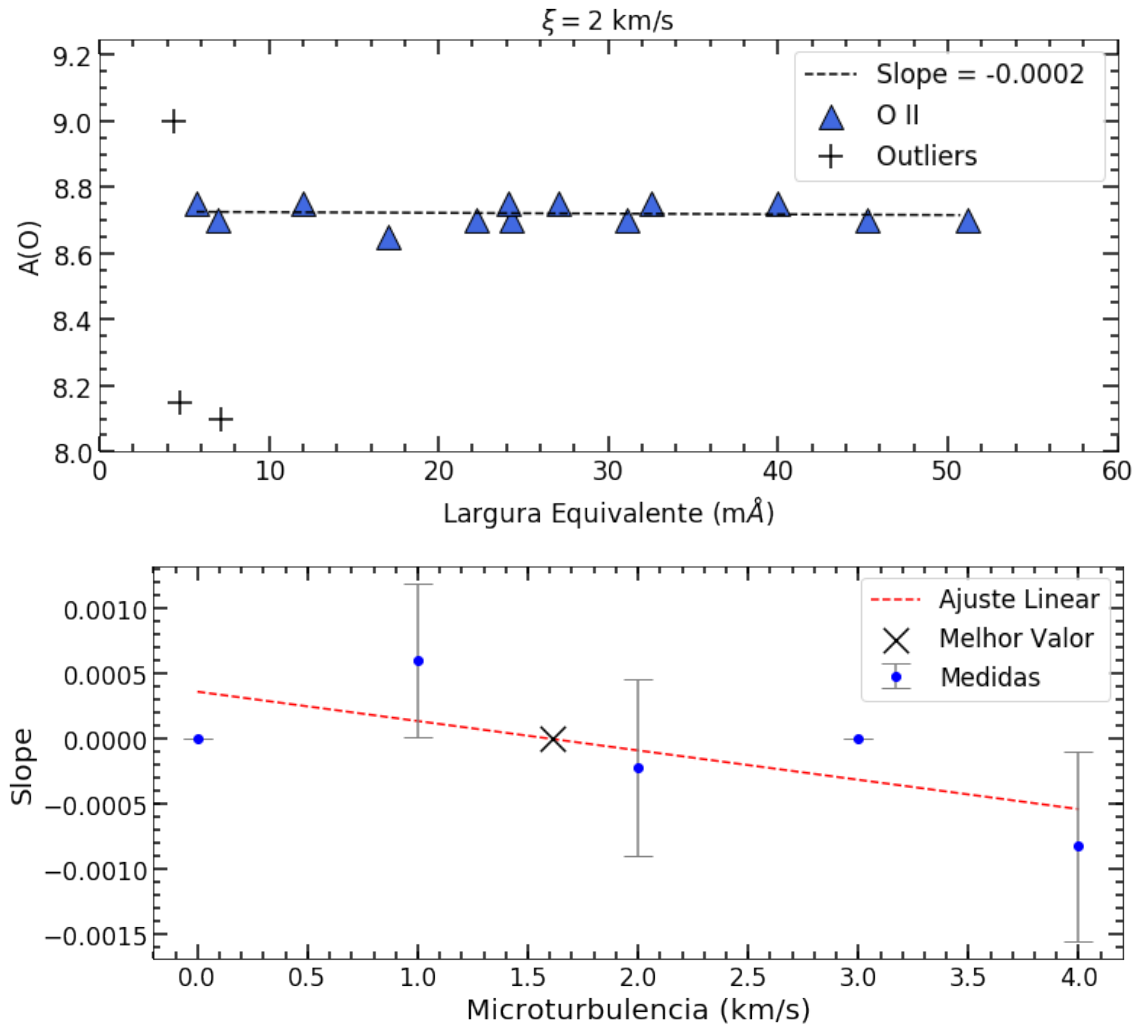 ξ = 2 km/s
Slope = -0.0002
O II
Outliers
A(O)
9.2
9.0
8.8
8.6
8.4
8.2
8.0
0 10 20 30 40 50 60
Largura Equivalente (mÅ)
Ajuste Linear
Melhor Valor
Medidas
Slope
0.0010
0.0005
0.0000
−0.0005
−0.0010
−0.0015
0.0 0.5 1.0 1.5 2.0 2.5 3.0 3.5 4.0
Microturbulencia (km/s)